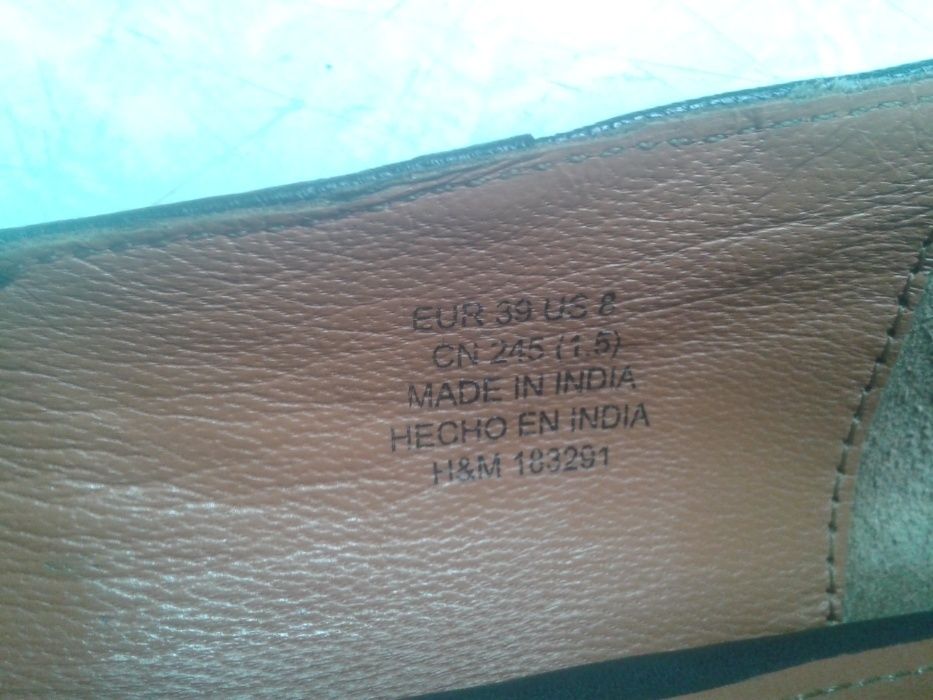 EUR 39 US 8
CN 245 (1.5)
MADE IN INDIA
HECHO EN INDIA
H&M 183291